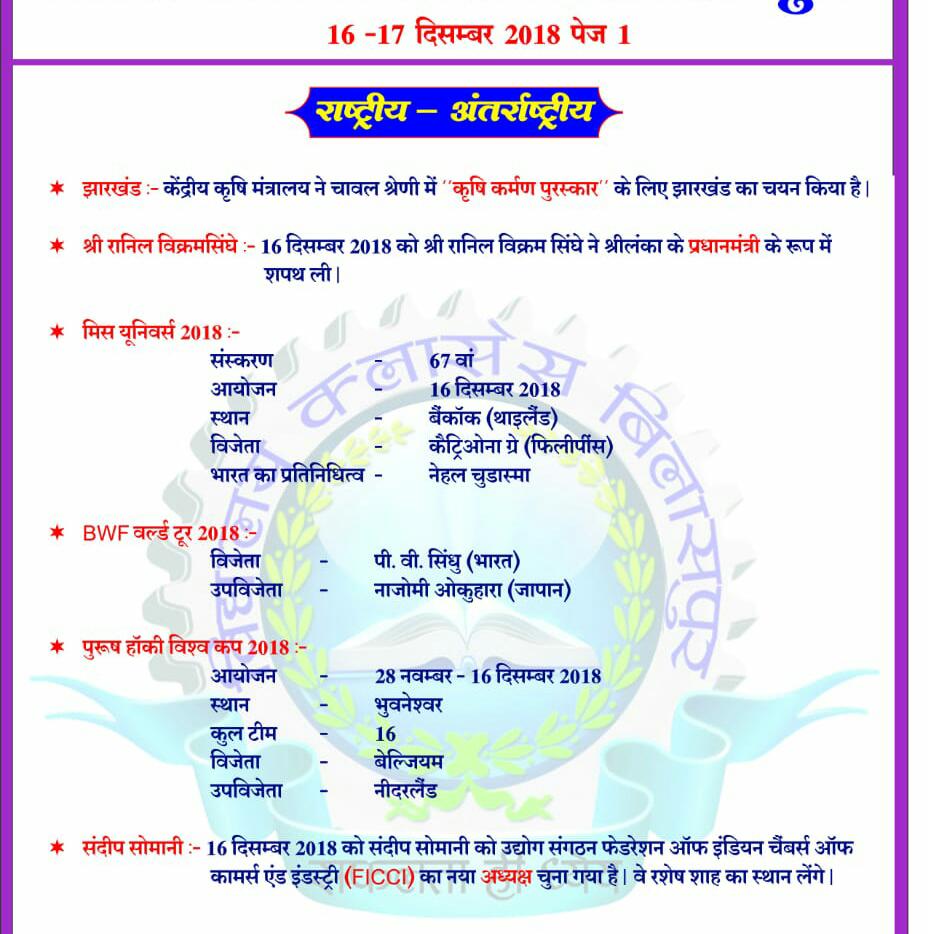 16 -17 दिसम्बर 2018 पेज 1
राष्ट्रीय – अंतर्राष्ट्रीय
✶ झारखंड :- केंद्रीय कृषि मंत्रालय ने चावल श्रेणी में ''कृषि कर्मण पुरस्कार'' के लिए झारखंड का चयन किया है|
✶ श्री रानिल विक्रमसिंघे :- 16 दिसम्बर 2018 को श्री रानिल विक्रम सिंघे ने श्रीलंका के प्रधानमंत्री के रूप में
शपथ ली|
✶ मिस यूनिवर्स 2018 :-
संस्करण - 67 वां
आयोजन - 16 दिसम्बर 2018
स्थान - बैंकॉक (थाइलैंड)
विजेता - कैट्रिओना ग्रे (फिलीपींस)
भारत का प्रतिनिधित्व - नेहल चुडास्मा
✶ BWF वर्ल्ड टूर 2018 :-
विजेता - पी. वी. सिंधु (भारत)
उपविजेता - नाजोमी ओकुहारा (जापान)
✶ पुरूष हॉकी विश्व कप 2018 :-
आयोजन - 28 नवम्बर - 16 दिसम्बर 2018
स्थान - भुवनेश्वर
कुल टीम - 16
विजेता - बेल्जियम
उपविजेता - नीदरलैंड
✶ संदीप सोमानी :- 16 दिसम्बर 2018 को संदीप सोमानी को उद्योग संगठन फेडरेशन ऑफ इंडियन चैंबर्स ऑफ
कामर्स एंड इंडस्ट्री (FICCI) का नया अध्यक्ष चुना गया है| वे रशेष शाह का स्थान लेंगे|
क्लासेस बिलासपुर
सफलता ही ध्येय